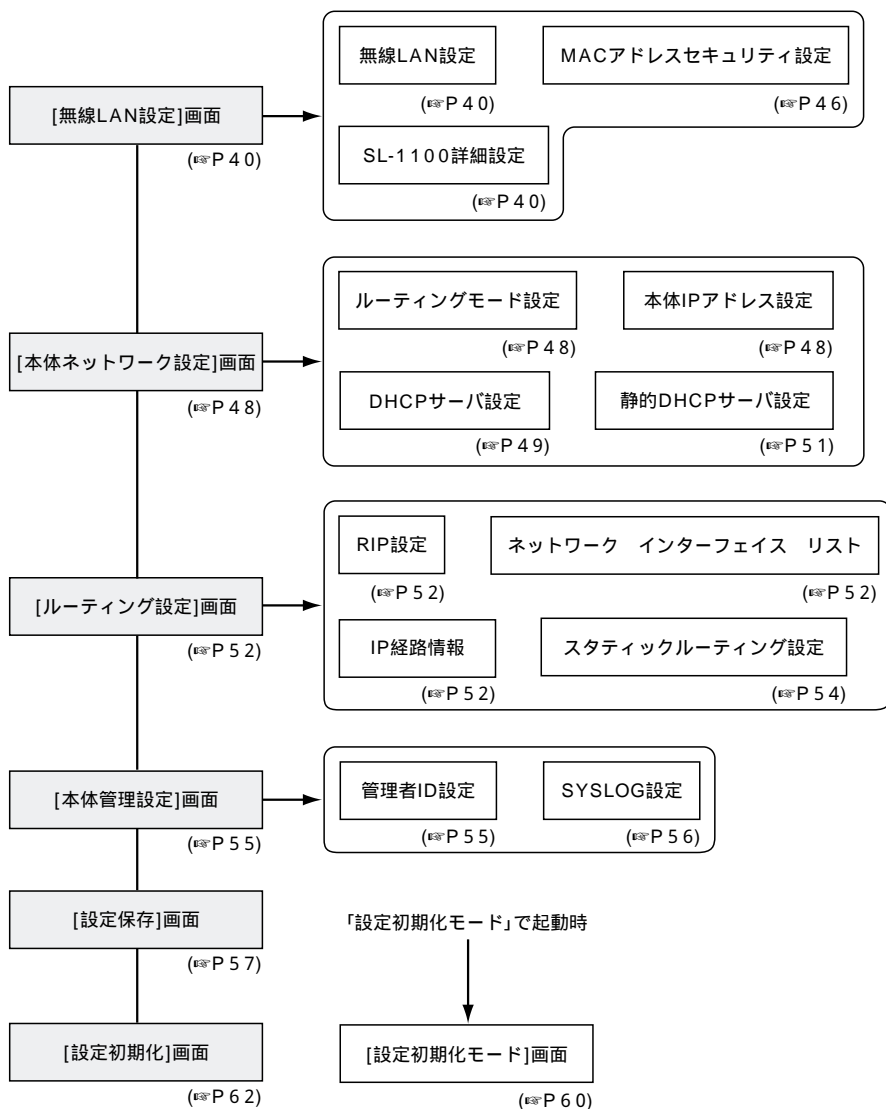 [無線LAN設定]画面
(☞P40)
無線LAN設定
(☞P40)
MACアドレスセキュリティ設定
(☞P46)
SL-1100詳細設定
(☞P40)
[本体ネットワーク設定]画面
(☞P48)
ルーティングモード設定
(☞P48)
本体IPアドレス設定
(☞P48)
DHCPサーバ設定
(☞P49)
静的DHCPサーバ設定
(☞P51)
[ルーティング設定]画面
(☞P52)
RIP設定
(☞P52)
ネットワーク　インターフェイス　リスト
(☞P52)
IP経路情報
(☞P52)
スタティックルーティング設定
(☞P54)
[本体管理設定]画面
(☞P55)
管理者ID設定
(☞P55)
SYSLOG設定
(☞P56)
[設定保存]画面
(☞P57)
[設定初期化]画面
(☞P62)
「設定初期化モード」で起動時
[設定初期化モード]画面
(☞P60)